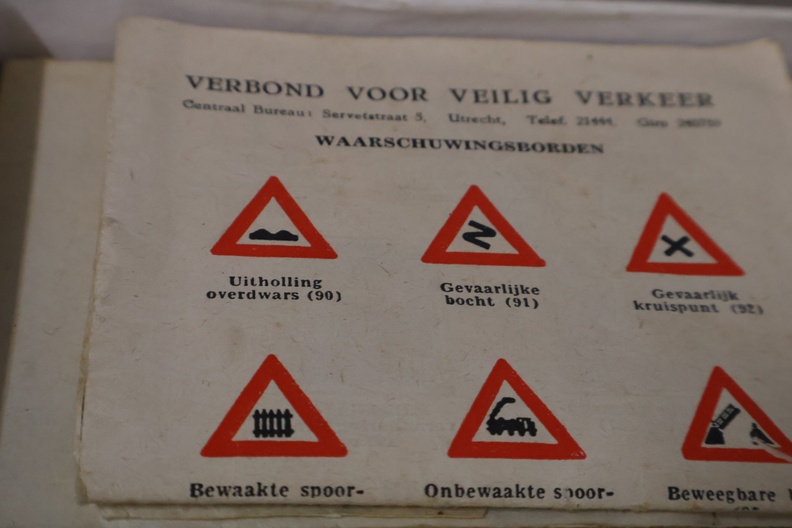 VERBOND VOOR VEILIG VERKEER
Centraal Bureau: Servetstraat 5, Utrecht, Telef. 21444. Giro
WAARSCHUWINGSBORDEN
Uitholling
overdwars (90)
Gevaarlijke
bocht (91)
Gevaarlijk
kruispunt (92)
Bewaakte spoor-
Onbewaakte spoor-
Beweegbare